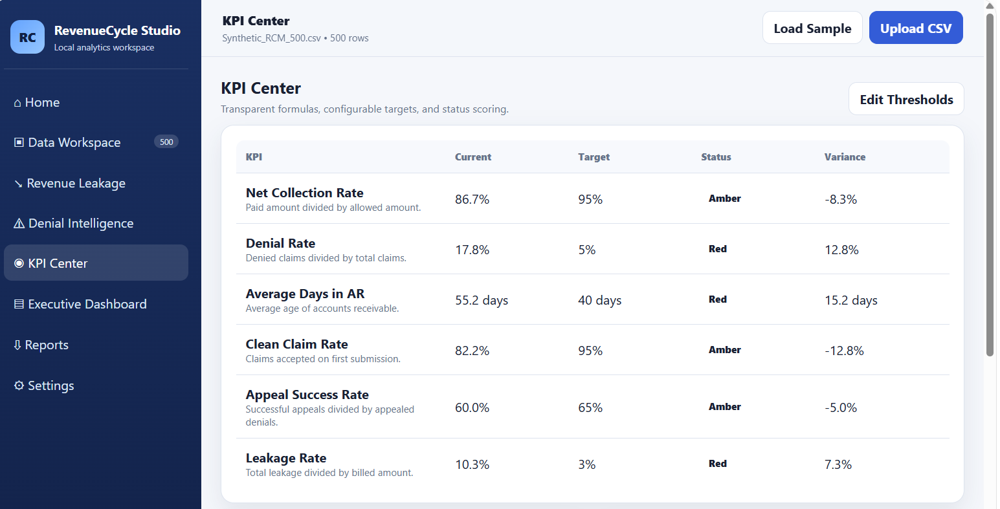 RC
RevenueCycle Studio
Local analytics workspace
Home
Data Workspace 500
Revenue Leakage
Denial Intelligence
KPI Center
Executive Dashboard
Reports
Settings
KPI Center
Synthetic_RCM_500.csv • 500 rows
Load Sample
Upload CSV
KPI Center
Transparent formulas, configurable targets, and status scoring.
Edit Thresholds
KPI Current Target Status Variance
Net Collection Rate
Paid amount divided by allowed amount.
86.7% 95% Amber -8.3%
Denial Rate
Denied claims divided by total claims.
17.8% 5% Red 12.8%
Average Days in AR
Average age of accounts receivable.
55.2 days 40 days Red 15.2 days
Clean Claim Rate
Claims accepted on first submission.
82.2% 95% Amber -12.8%
Appeal Success Rate
Successful appeals divided by appealed
denials.
60.0% 65% Amber -5.0%
Leakage Rate
Total leakage divided by billed amount.
10.3% 3% Red 7.3%